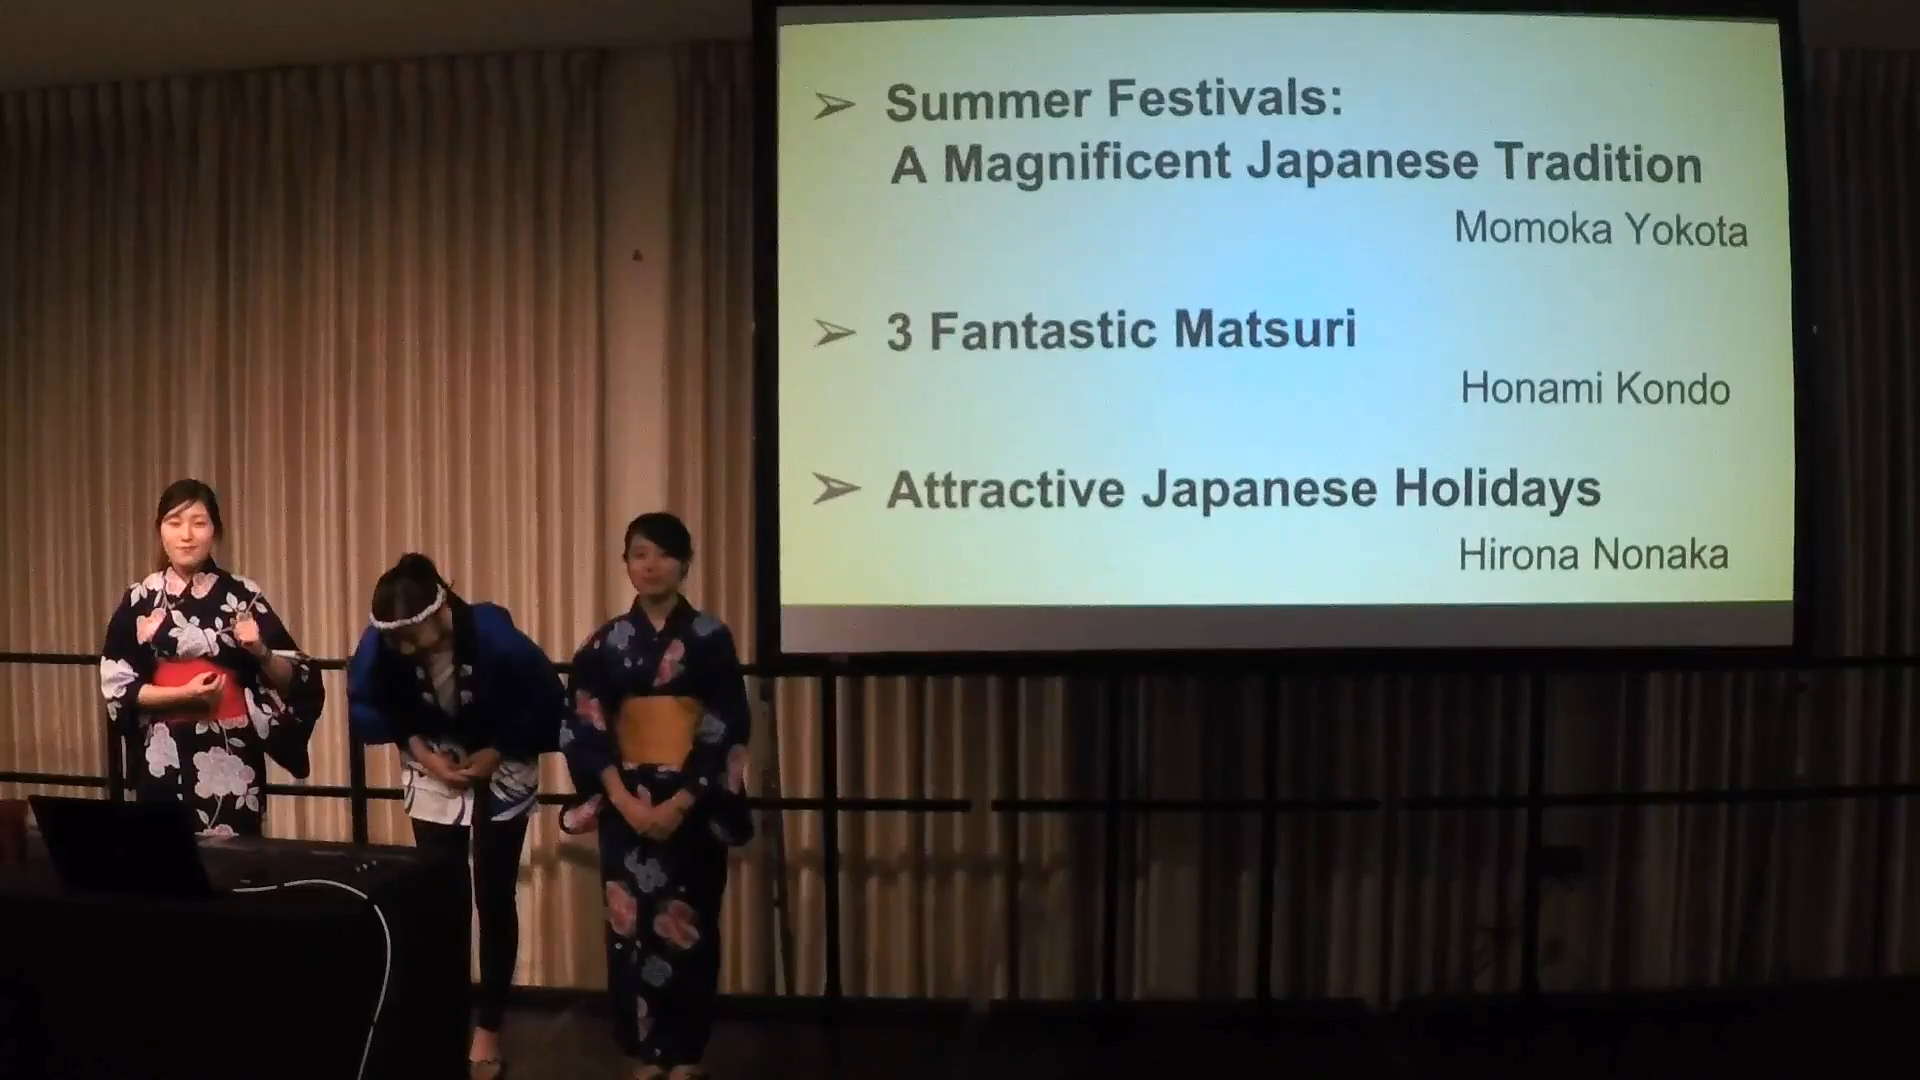 ➢ Summer Festivals:
A Magnificent Japanese Tradition
Momoka Yokota
➢ 3 Fantastic Matsuri
Honami Kondo
➢ Attractive Japanese Holidays
Hirona Nonaka